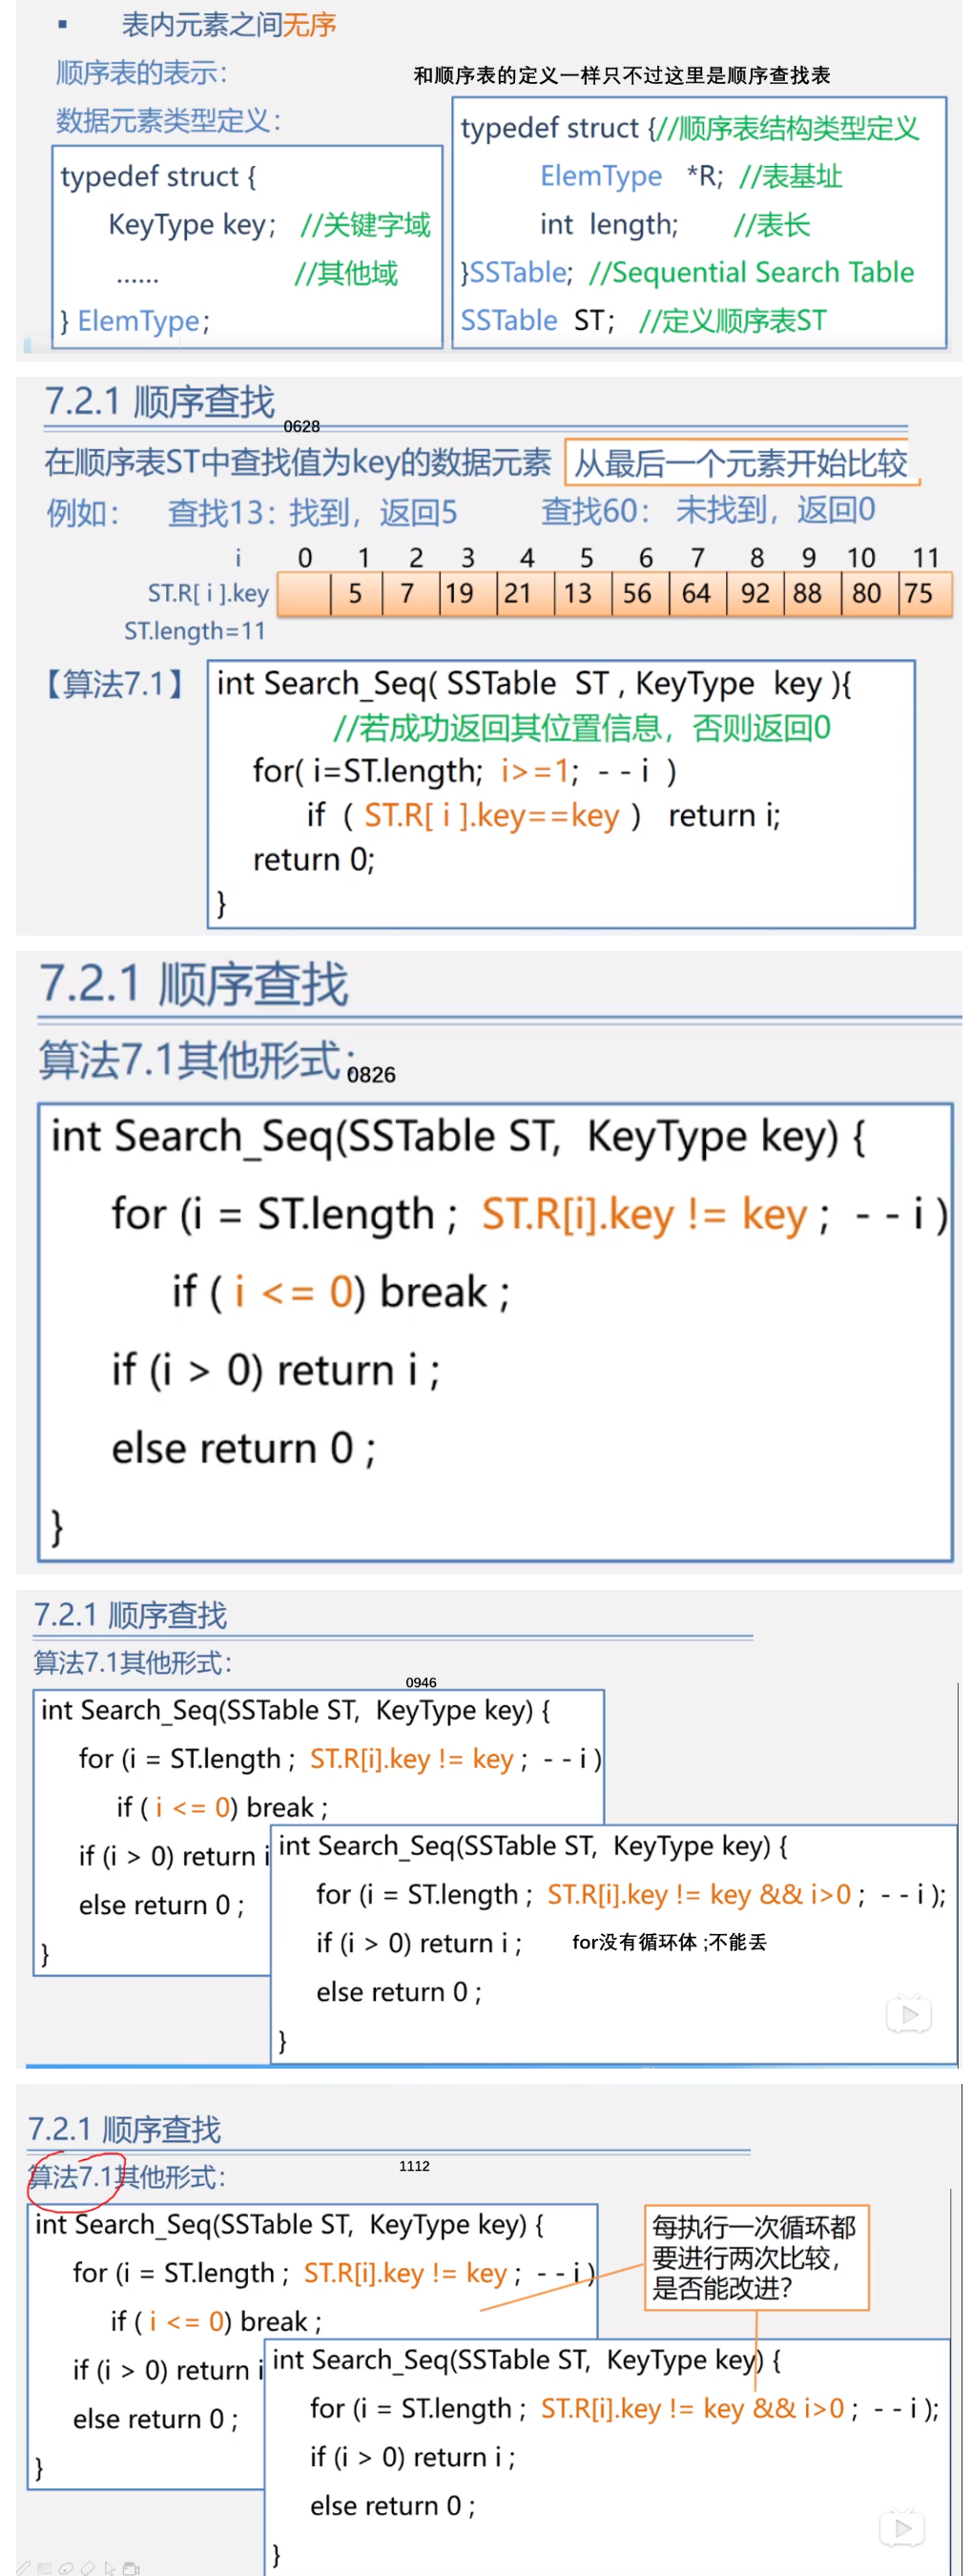 ▪ 表内元素之间无序
顺序表的表示：
和顺序表的定义一样只不过这里是顺序查找表
数据元素类型定义：
typedef struct {
KeyType key; //关键字域
...... //其他域
} ElemType;
typedef struct {//顺序表结构类型定义
ElemType *R; //表基址
int length; //表长
}SSTable; //Sequential Search Table
SSTable ST; //定义顺序表ST
7.2.1 顺序查找
0628
在顺序表ST中查找值为key的数据元素 从最后一个元素开始比较
例如： 查找13：找到，返回5 查找60： 未找到，返回0
i 0 1 2 3 4 5 6 7 8 9 10 11
ST.R[ i ].key 5 7 19 21 13 56 64 92 88 80 75
ST.length=11
【算法7.1】
int Search_Seq( SSTable ST , KeyType key ){
//若成功返回其位置信息，否则返回0
for( i=ST.length; i>=1; - - i )
if ( ST.R[ i ].key==key ) return i;
return 0;
}
7.2.1 顺序查找
算法7.1其他形式：
0826
int Search_Seq(SSTable ST, KeyType key) {
for (i = ST.length ; ST.R[i].key != key ; - - i )
if ( i <= 0) break ;
if (i > 0) return i ;
else return 0 ;
}
7.2.1 顺序查找
算法7.1其他形式：
0946
int Search_Seq(SSTable ST, KeyType key) {
for (i = ST.length ; ST.R[i].key != key ; - - i )
if ( i <= 0) break ;
if (i > 0) return i
else return 0 ;
}
int Search_Seq(SSTable ST, KeyType key) {
for (i = ST.length ; ST.R[i].key != key && i>0 ; - - i );
if (i > 0) return i ; for没有循环体 ;不能丢
else return 0 ;
}
7.2.1 顺序查找
算法7.1其他形式：
1112
int Search_Seq(SSTable ST, KeyType key) {
for (i = ST.length ; ST.R[i].key != key ; - - i )
if ( i <= 0) break ;
if (i > 0) return i
else return 0 ;
}
每执行一次循环都
要进行两次比较，
是否能改进？
int Search_Seq(SSTable ST, KeyType key) {
for (i = ST.length ; ST.R[i].key != key && i>0 ; - - i );
if (i > 0) return i ;
else return 0 ;
}